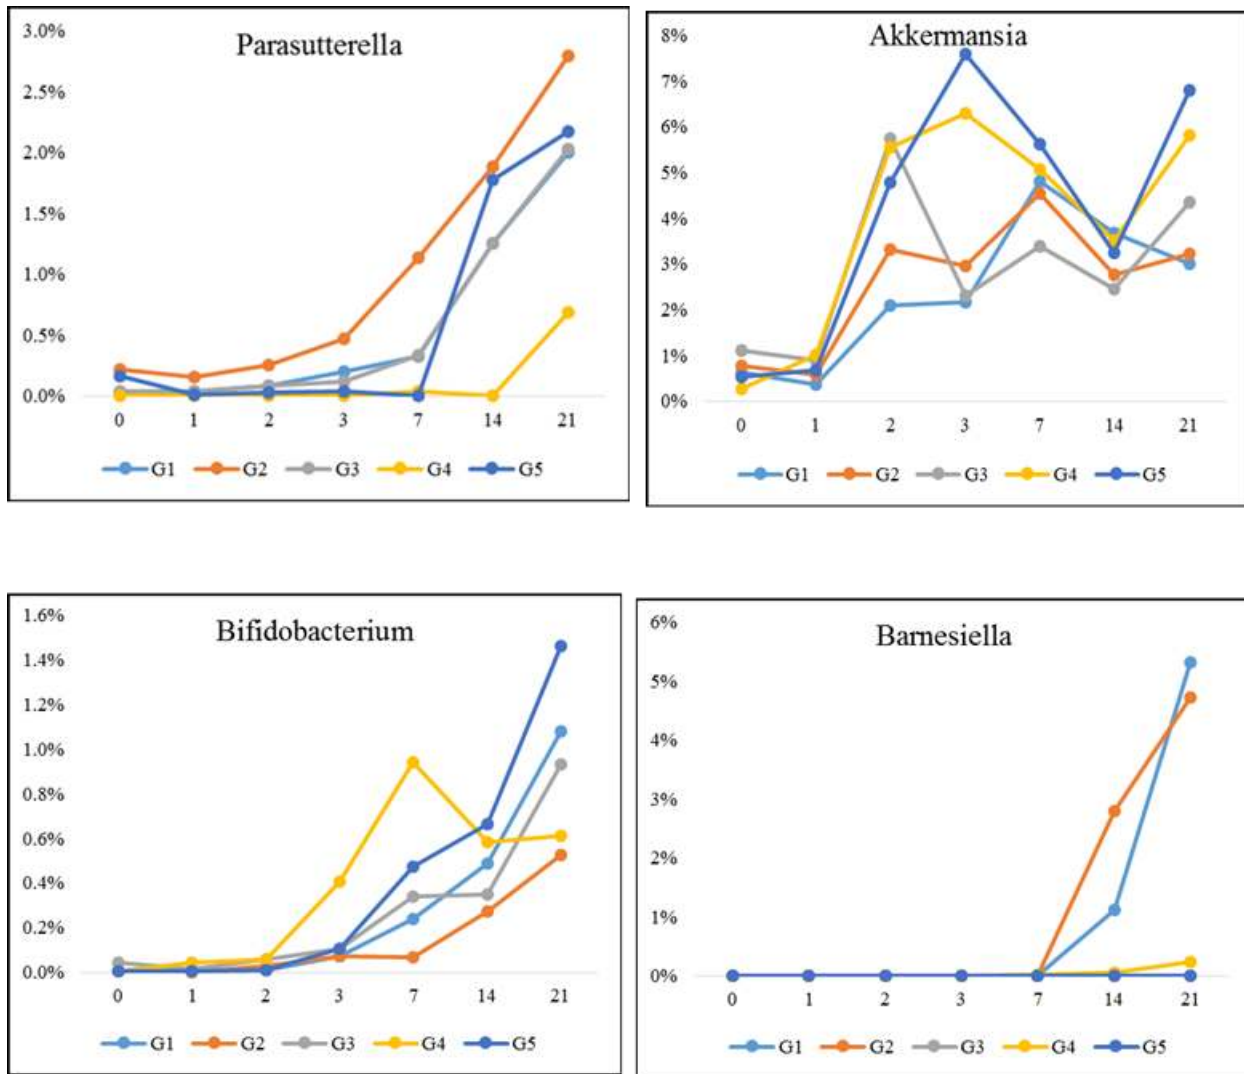 Parasutterella
3.0%
2.5%
2.0%
1.5%
1.0%
0.5%
0.0%
0 1 2 3 7 14 21
G1 G2 G3 G4 G5
Akkermansia
8%
7%
6%
5%
4%
3%
2%
1%
0%
0 1 2 3 7 14 21
G1 G2 G3 G4 G5
Bifidobacterium
1.6%
1.4%
1.2%
1.0%
0.8%
0.6%
0.4%
0.2%
0.0%
0 1 2 3 7 14 21
G1 G2 G3 G4 G5
Barnesiella
6%
5%
4%
3%
2%
1%
0%
0 1 2 3 7 14 21
G1 G2 G3 G4 G5